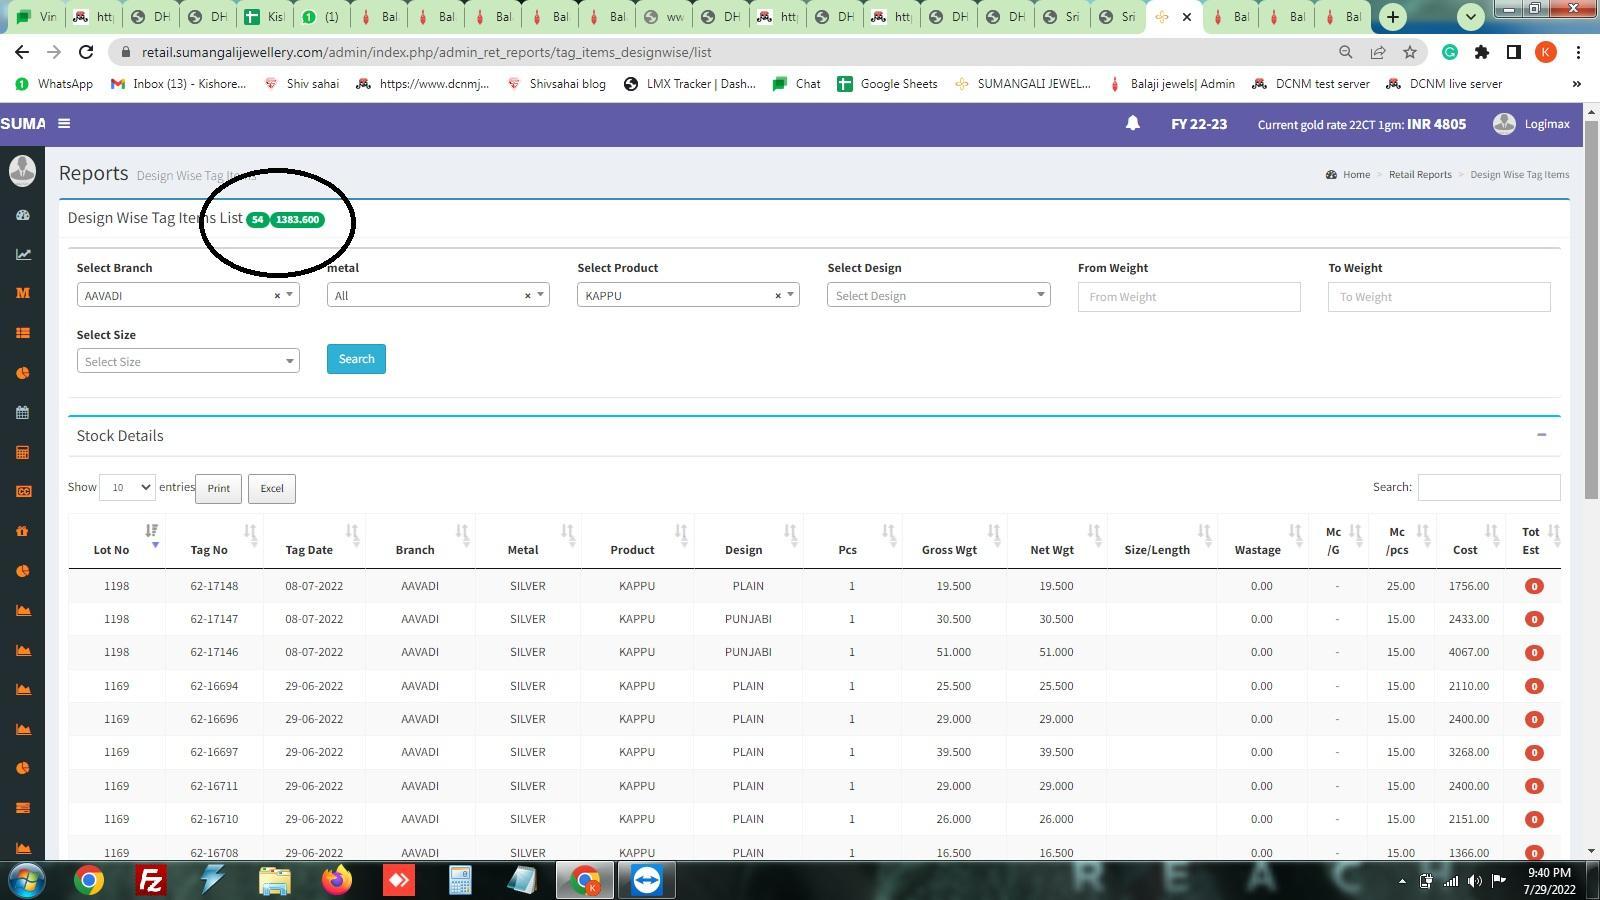 Vin htt DH DH Kis (1) Bal Bal Bal Bal Bal ww DH htt DH htt DH DH Sri Sri Bal Bal Bal
retail.sumangalijewellery.com/admin/index.php/admin_ret_reports/tag_items_designwise/list K
WhatsApp Inbox (13) - Kishore... Shiv sahai https://www.dcnmj... Shivsahai blog LMX Tracker | Dash... Chat Google Sheets SUMANGALI JEWEL... Balaji jewels| Admin DCNM test server DCNM live server »
SUMA FY 22-23 Current gold rate 22CT 1gm: INR 4805 Logimax
Reports Design Wise Tag Items Home > Retail Reports > Design Wise Tag Items
Design Wise Tag Items List 54 1383.600
Select Branch metal Select Product Select Design From Weight To Weight
AAVADI × All × KAPPU × Select Design From Weight To Weight
Select Size
Select Size Search
Stock Details
Show 10 entries Print Excel Search:
Lot No Tag No Tag Date Branch Metal Product Design Pcs Gross Wgt Net Wgt Size/Length Wastage Mc /G Mc /pcs Cost Tot Est
1198 62-17148 08-07-2022 AAVADI SILVER KAPPU PLAIN 1 19.500 19.500 0.00 - 25.00 1756.00 0
1198 62-17147 08-07-2022 AAVADI SILVER KAPPU PUNJABI 1 30.500 30.500 0.00 - 15.00 2433.00 0
1198 62-17146 08-07-2022 AAVADI SILVER KAPPU PUNJABI 1 51.000 51.000 0.00 - 15.00 4067.00 0
1169 62-16694 29-06-2022 AAVADI SILVER KAPPU PLAIN 1 25.500 25.500 0.00 - 15.00 2110.00 0
1169 62-16696 29-06-2022 AAVADI SILVER KAPPU PLAIN 1 29.000 29.000 0.00 - 15.00 2400.00 0
1169 62-16697 29-06-2022 AAVADI SILVER KAPPU PLAIN 1 39.500 39.500 0.00 - 15.00 3268.00 0
1169 62-16711 29-06-2022 AAVADI SILVER KAPPU PLAIN 1 29.000 29.000 0.00 - 15.00 2400.00 0
1169 62-16710 29-06-2022 AAVADI SILVER KAPPU PLAIN 1 26.000 26.000 0.00 - 15.00 2151.00 0
1169 62-16708 29-06-2022 AAVADI SILVER KAPPU PLAIN 1 16.500 16.500 0.00 - 15.00 1366.00 0
R E A C
9:40 PM
7/29/2022